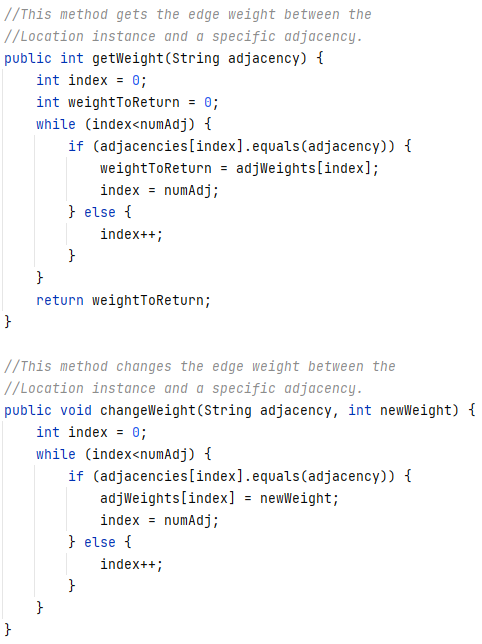 //This method gets the edge weight between the
//Location instance and a specific adjacency.
public int getWeight(String adjacency) {
    int index = 0;
    int weightToReturn = 0;
    while (index<numAdj) {
        if (adjacencies[index].equals(adjacency)) {
            weightToReturn = adjWeights[index];
            index = numAdj;
        } else {
            index++;
        }
    }
    return weightToReturn;
}

//This method changes the edge weight between the
//Location instance and a specific adjacency.
public void changeWeight(String adjacency, int newWeight) {
    int index = 0;
    while (index<numAdj) {
        if (adjacencies[index].equals(adjacency)) {
            adjWeights[index] = newWeight;
            index = numAdj;
        } else {
            index++;
        }
    }
}